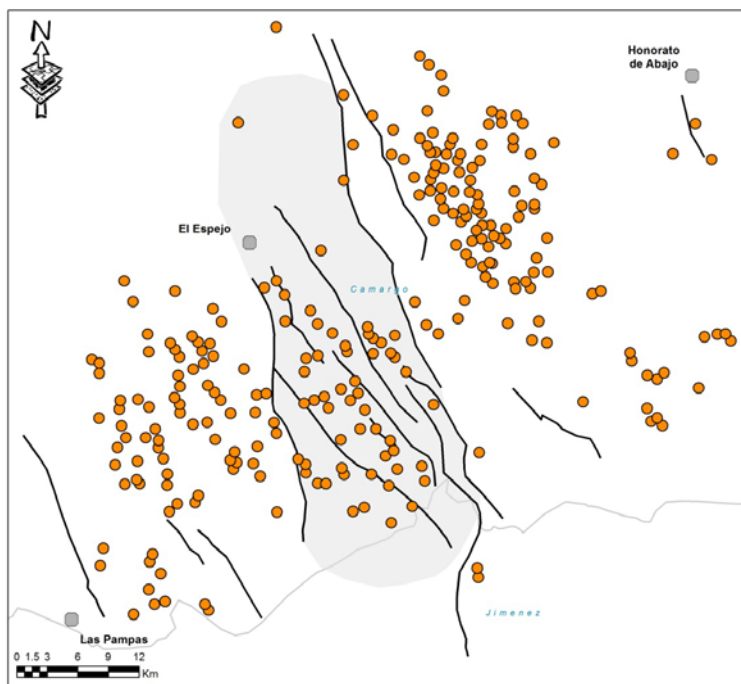 N
Honorato
de Abajo
El Espejo
Camargo
Jimenez
Las Pampas
0 1.5 3 6 9 12
Km